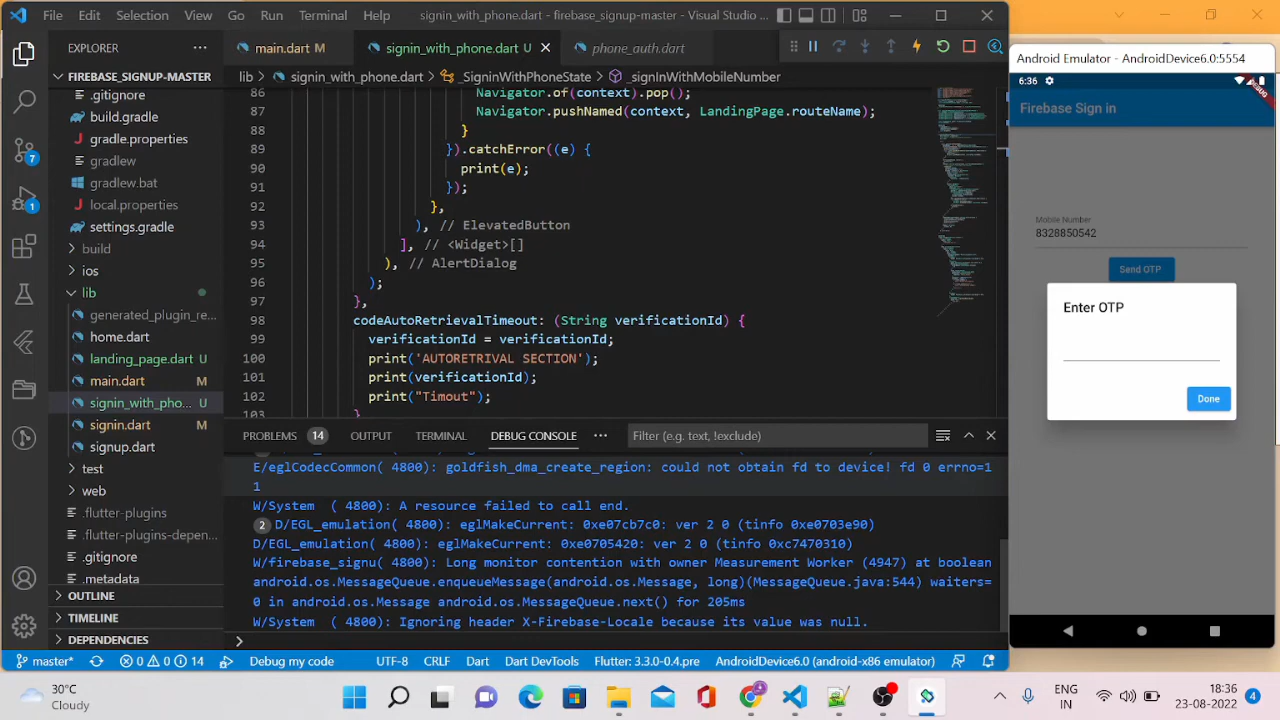 File Edit Selection View Go Run Terminal Help signin_with_phone.dart - firebase_signup-master - Visual Studio ...
EXPLORER
main.dart M signin_with_phone.dart U phone_auth.dart
FIREBASE_SIGNUP-MASTER
lib > signin_with_phone.dart > _SigninWithPhoneState > _signInWithMobileNumber
.gitignore
build.gradle
gradle.properties
gradlew
gradlew.bat
local.properties
settings.gradle
build
ios
lib
generated_plugin_re...
home.dart
landing_page.dart U
main.dart M
signin_with_pho... U
signin.dart M
signup.dart
test
web
.flutter-plugins
.flutter-plugins-depen...
.gitignore
.metadata
OUTLINE
TIMELINE
DEPENDENCIES
7
1
86 Navigator.of(context).pop();
87 Navigator.pushNamed(context, LandingPage.routeName);
88 }
89 }).catchError((e) {
90 print(e);
91 });
92 },
93 ), // ElevatedButton
94 ], // <Widget>[]
95 ), // AlertDialog
96 );
97 },
98 codeAutoRetrievalTimeout: (String verificationId) {
99 verificationId = verificationId;
100 print('AUTORETRIVAL SECTION');
101 print(verificationId);
102 print("Timout");
103 }
PROBLEMS 14 OUTPUT TERMINAL DEBUG CONSOLE ... Filter (e.g. text, !exclude)
E/eglCodecCommon( 4800): goldfish_dma_create_region: could not obtain fd to device! fd 0 errno=1
1
W/System  ( 4800): A resource failed to call end.
2 D/EGL_emulation( 4800): eglMakeCurrent: 0xe07cb7c0: ver 2 0 (tinfo 0xe0703e90)
D/EGL_emulation( 4800): eglMakeCurrent: 0xe0705420: ver 2 0 (tinfo 0xc7470310)
W/firebase_signu( 4800): Long monitor contention with owner Measurement Worker (4947) at boolean
android.os.MessageQueue.enqueueMessage(android.os.Message, long)(MessageQueue.java:544) waiters=
0 in android.os.Message android.os.MessageQueue.next() for 205ms
W/System  ( 4800): Ignoring header X-Firebase-Locale because its value was null.
>
master* 0 0 14 Debug my code UTF-8 CRLF Dart Dart DevTools Flutter: 3.3.0-0.4.pre AndroidDevice6.0 (android-x86 emulator)
Android Emulator - AndroidDevice6.0:5554
6:36
Firebase Sign in
Mobile Number
8328850542
Send OTP
Enter OTP
Done
30°C
Cloudy
ENG
IN
18:36
23-08-2022
4